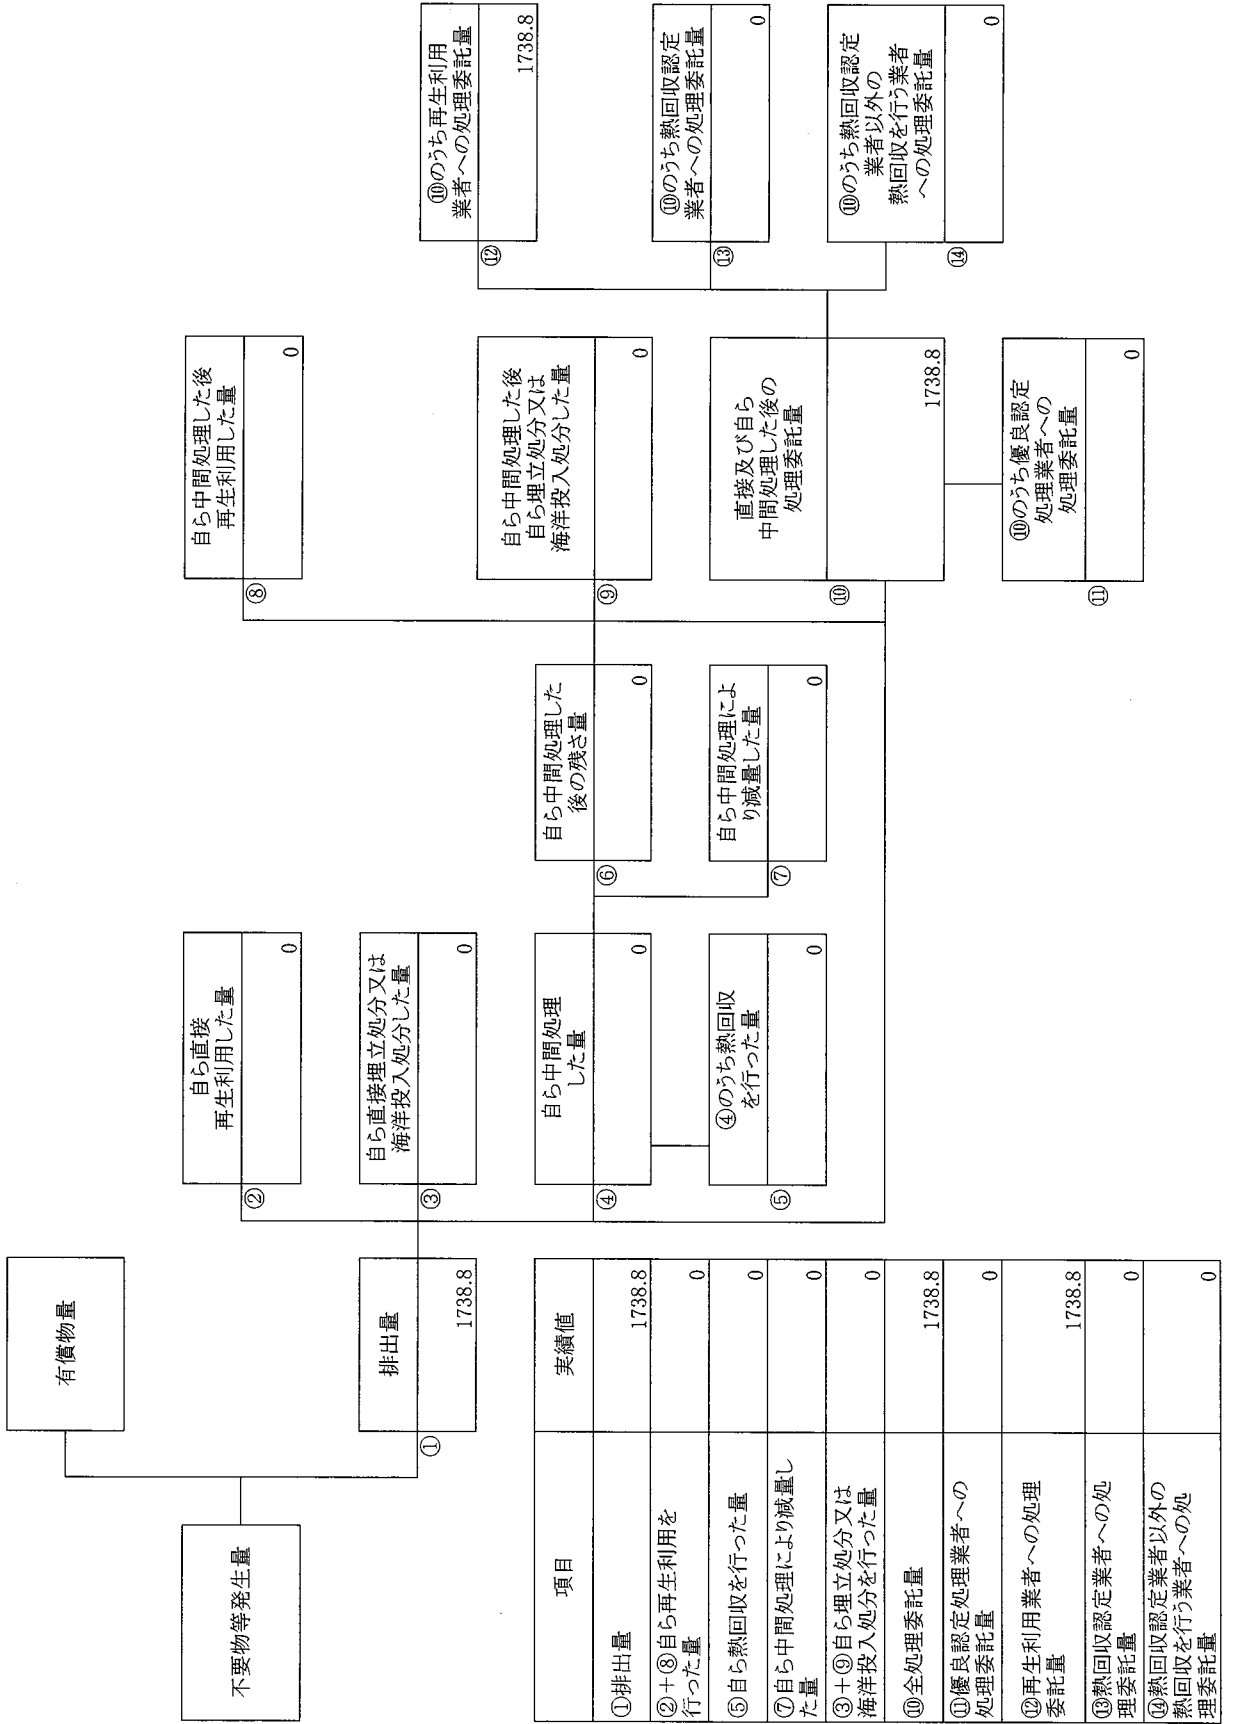 不要物等発生量
有償物量
①
排出量
1738.8
②
自ら直接
再生利用した量
0
③
自ら直接埋立処分又は
海洋投入処分した量
0
④
自ら中間処理
した量
0
⑤
④のうち熱回収
を行った量
0
⑥
自ら中間処理した
後の残さ量
0
⑦
自ら中間処理によ
り減量した量
0
⑧
自ら中間処理した後
再生利用した量
0
⑨
自ら中間処理した後
自ら埋立処分又は
海洋投入処分した量
0
⑩
直接及び自ら
中間処理した後の
処理委託量
1738.8
⑪
⑩のうち優良認定
処理業者への
処理委託量
0
⑫
⑩のうち再生利用
業者への処理委託量
1738.8
⑬
⑩のうち熱回収認定
業者への処理委託量
0
⑭
⑩のうち熱回収認定
業者以外の
熱回収を行う業者
への処理委託量
0
項目 実績値
①排出量 1738.8
②+⑧自ら再生利用を
行った量 0
⑤自ら熱回収を行った量 0
⑦自ら中間処理により減量し
た量 0
③+⑨自ら埋立処分又は
海洋投入処分を行った量 0
⑩全処理委託量 1738.8
⑪優良認定処理業者への
処理委託量 0
⑫再生利用業者への処理
委託量 1738.8
⑬熱回収認定業者への処
理委託量 0
⑭熱回収認定業者以外の
熱回収を行う業者への処
理委託量 0